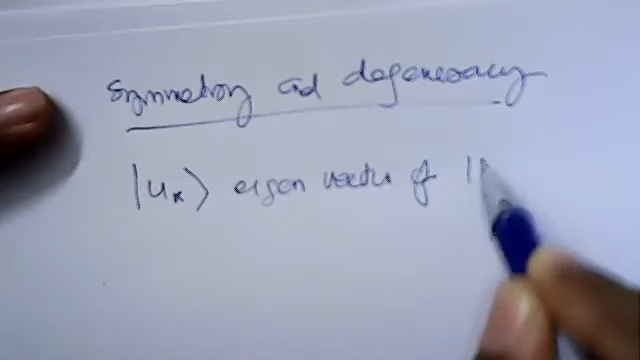 Symmetry and degeneracy
|uₖ⟩ eigen vector of